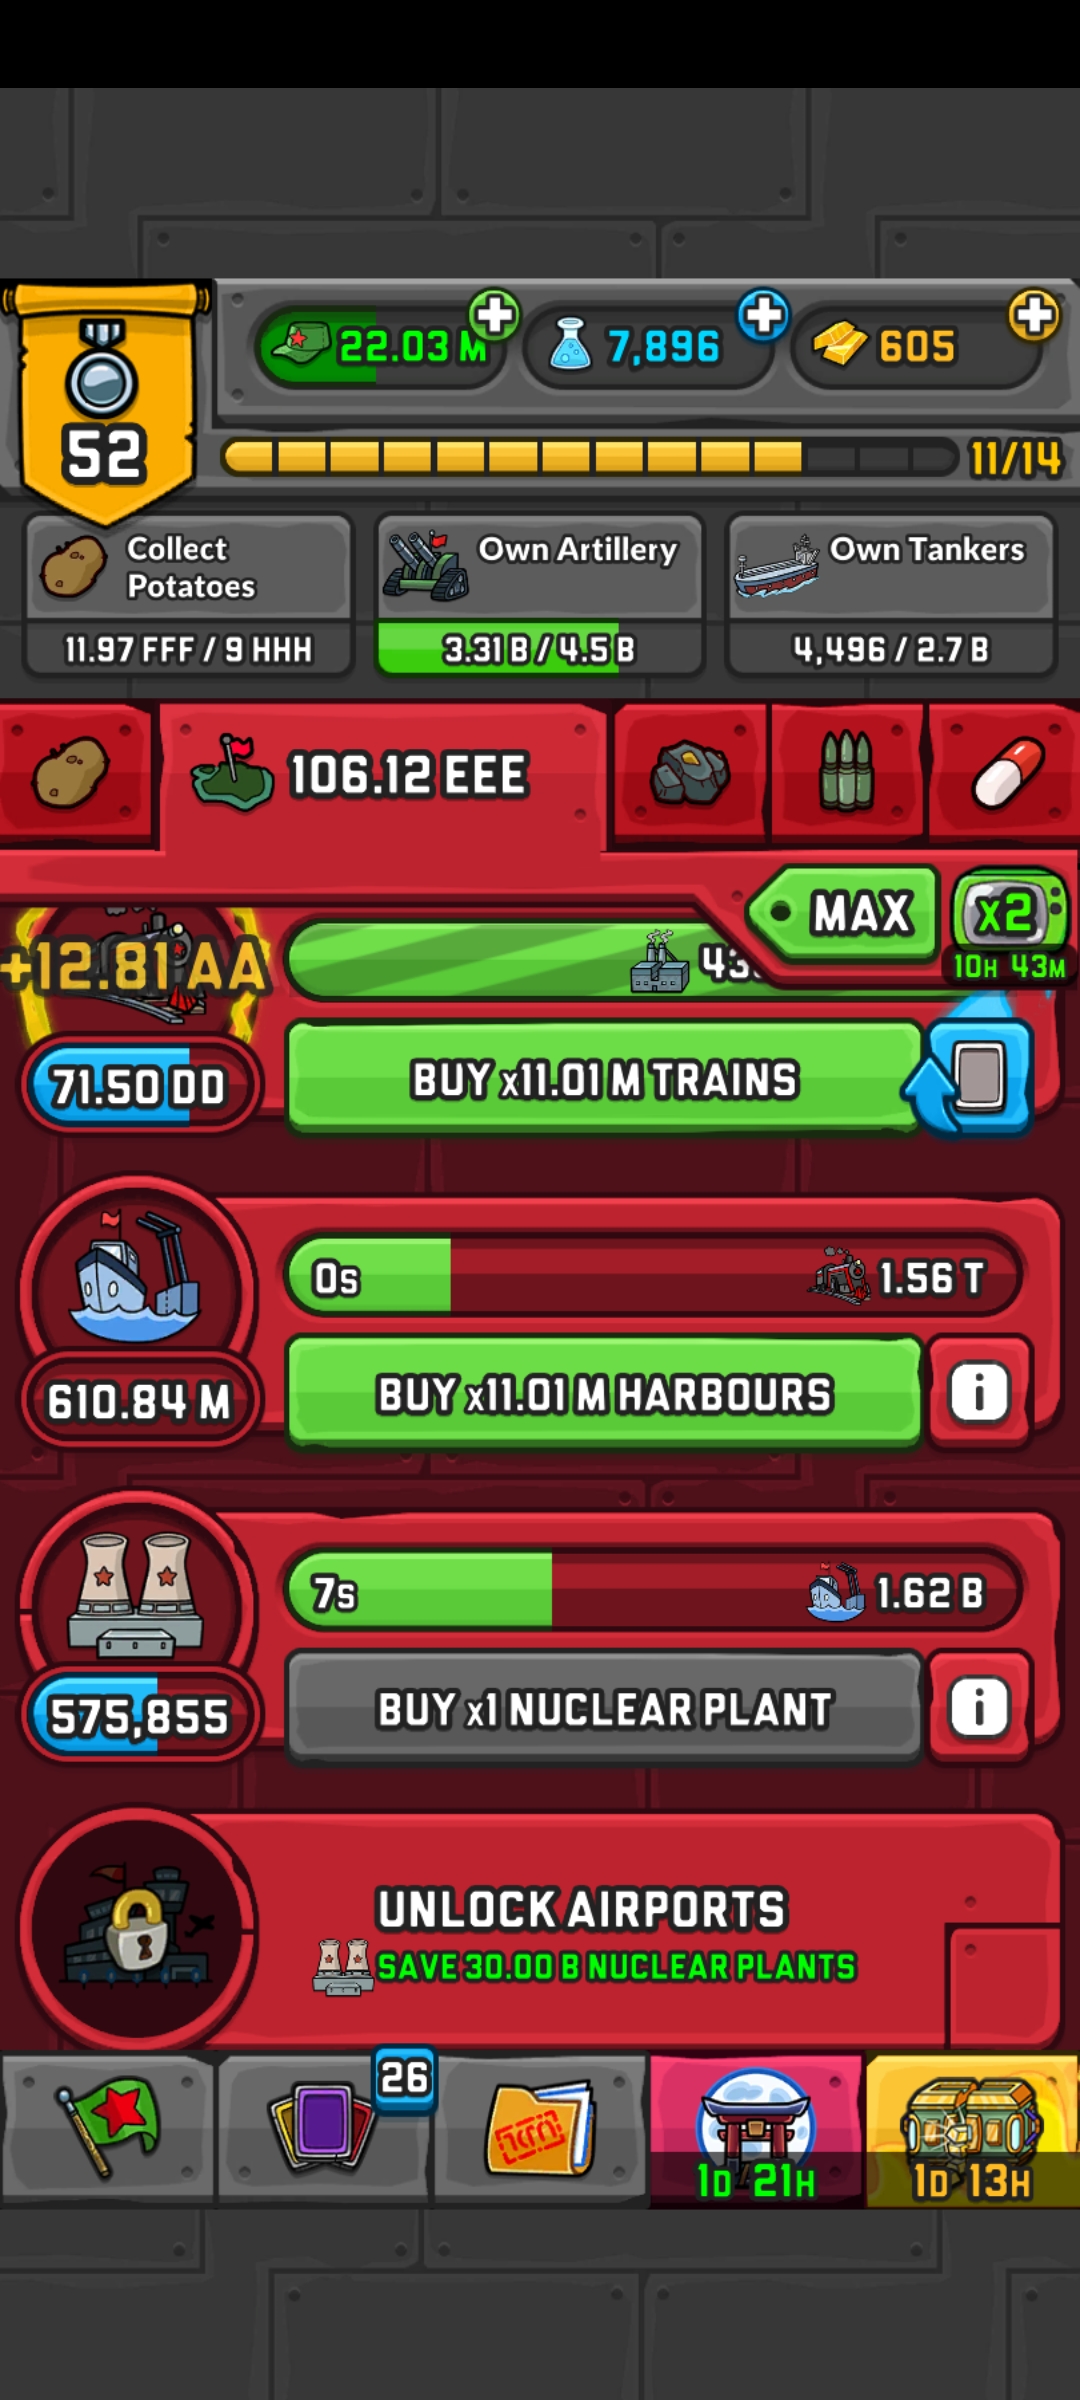 22.03 M
7,896
605
52
11/14
Collect
Potatoes
11.97 FFF / 9 HHH
Own Artillery
3.31 B / 4.5 B
Own Tankers
4,496 / 2.7 B
106.12 EEE
MAX
x2
10H 43M
+12.81 AA
71.50 DD
BUY x11.01 M TRAINS
0s
1.56 T
610.84 M
BUY x11.01 M HARBOURS
i
7s
1.62 B
575,855
BUY x1 NUCLEAR PLANT
i
UNLOCK AIRPORTS
SAVE 30.00 B NUCLEAR PLANTS
26
1D 21H
1D 13H